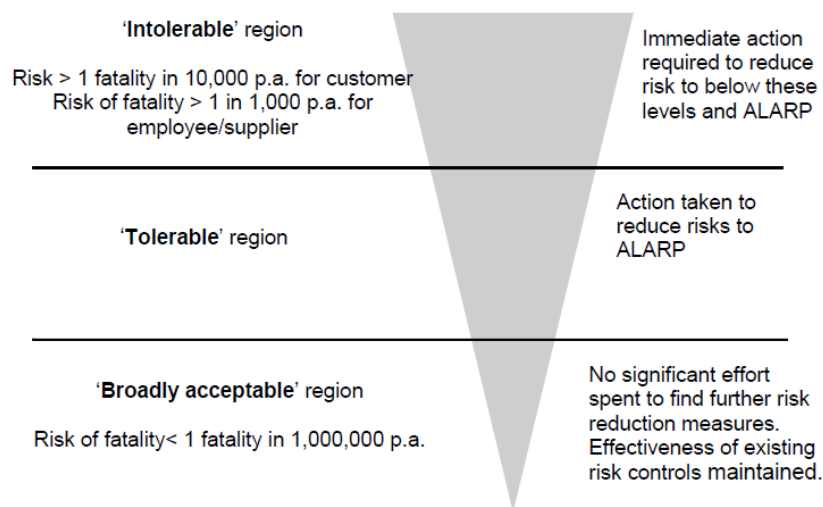 ‘Intolerable’ region
Risk > 1 fatality in 10,000 p.a. for customer
Risk of fatality > 1 in 1,000 p.a. for
employee/supplier
Immediate action
required to reduce
risk to below these
levels and ALARP
‘Tolerable’ region
Action taken to
reduce risks to
ALARP
‘Broadly acceptable’ region
Risk of fatality< 1 fatality in 1,000,000 p.a.
No significant effort
spent to find further risk
reduction measures.
Effectiveness of existing
risk controls maintained.